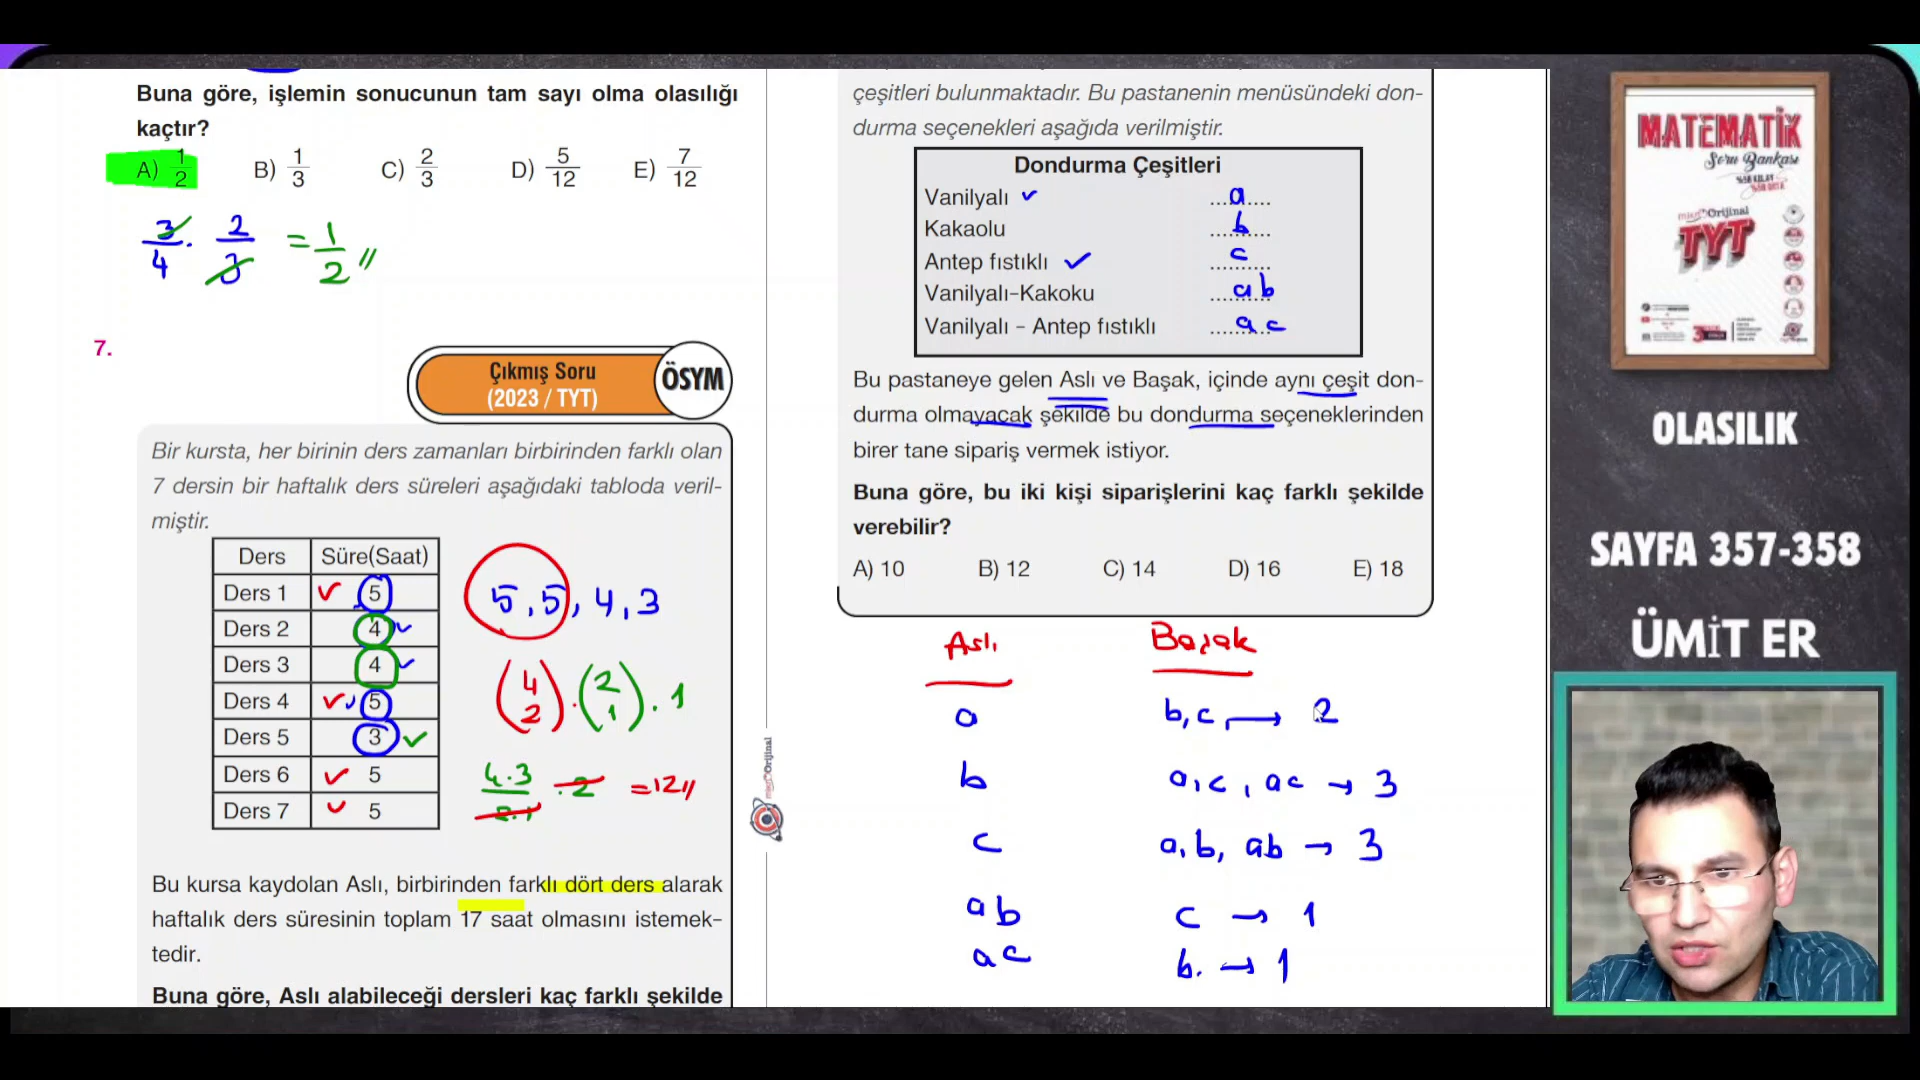 Buna göre, işlemin sonucunun tam sayı olma olasılığı
kaçtır?
A) 1/2 B) 1/3 C) 2/3 D) 5/12 E) 7/12
3/4 . 2/3 = 1/2 //
7.
Çıkmış Soru
(2023 / TYT)
ÖSYM
Bir kursta, her birinin ders zamanları birbirinden farklı olan
7 dersin bir haftalık ders süreleri aşağıdaki tabloda veril-
miştir.
Ders Süre(Saat)
Ders 1 5
Ders 2 4
Ders 3 4
Ders 4 5
Ders 5 3
Ders 6 5
Ders 7 5
5, 5, 4, 3
(4 2) . (2 1) . 1
4.3/2.1 . 2 = 12 //
Bu kursa kaydolan Aslı, birbirinden farklı dört ders alarak
haftalık ders süresinin toplam 17 saat olmasını istemek-
tedir.
Buna göre, Aslı alabileceği dersleri kaç farklı şekilde
çeşitleri bulunmaktadır. Bu pastanenin menüsündeki don-
durma seçenekleri aşağıda verilmiştir.
Dondurma Çeşitleri
Vanilyalı ✓ ...a....
Kakaolu ...b...
Antep fıstıklı ✓ ...c...
Vanilyalı-Kakoku ...ab...
Vanilyalı - Antep fıstıklı ...ac
Bu pastaneye gelen Aslı ve Başak, içinde aynı çeşit don-
durma olmayacak şekilde bu dondurma seçeneklerinden
birer tane sipariş vermek istiyor.
Buna göre, bu iki kişi siparişlerini kaç farklı şekilde
verebilir?
A) 10 B) 12 C) 14 D) 16 E) 18
Aslı Başak
a b, c, → 2
b a, c, ac → 3
c a, b, ab → 3
ab c → 1
ac b. → 1
miray Orijinal
MATEMATİK
Soru Bankası
miray Orijinal
TYT
OLASILIK
SAYFA 357-358
ÜMİT ER